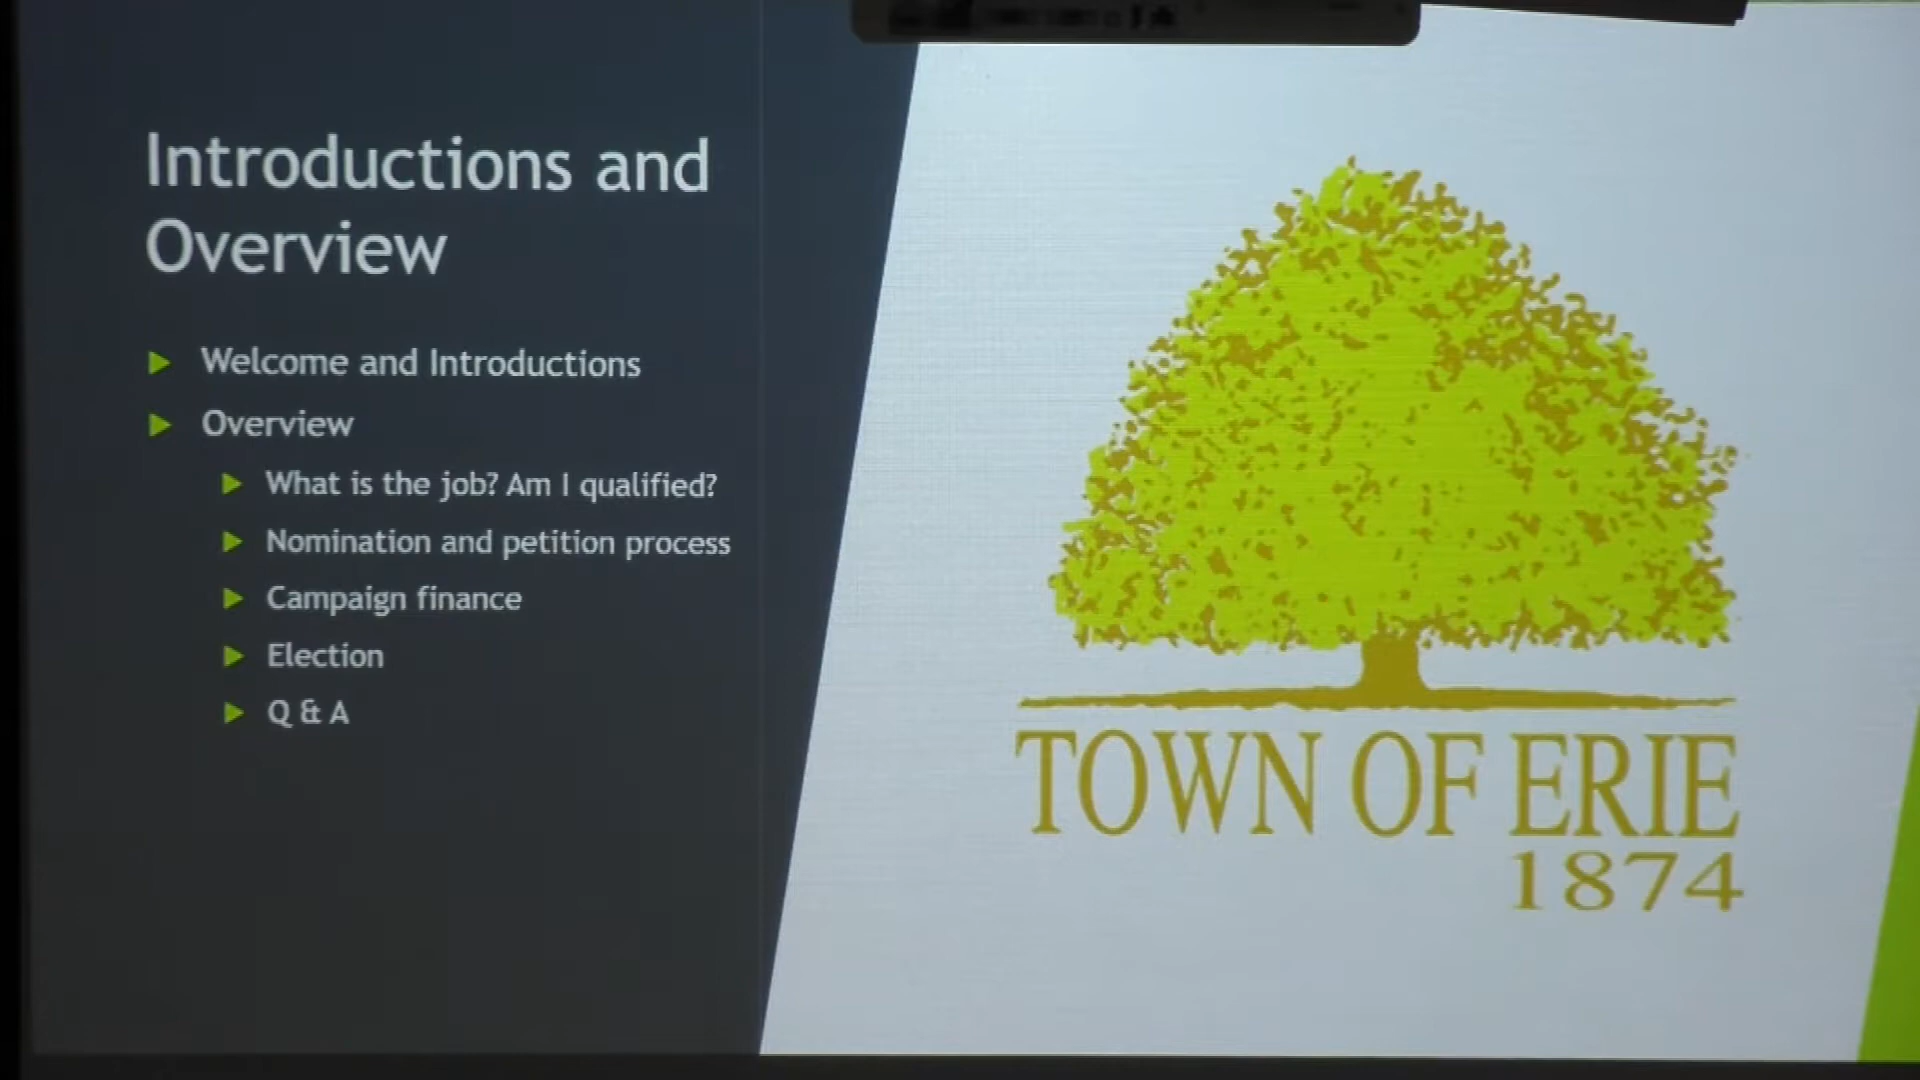 Introductions and
Overview
Welcome and Introductions
Overview
What is the job? Am I qualified?
Nomination and petition process
Campaign finance
Election
Q & A
TOWN OF ERIE
1874